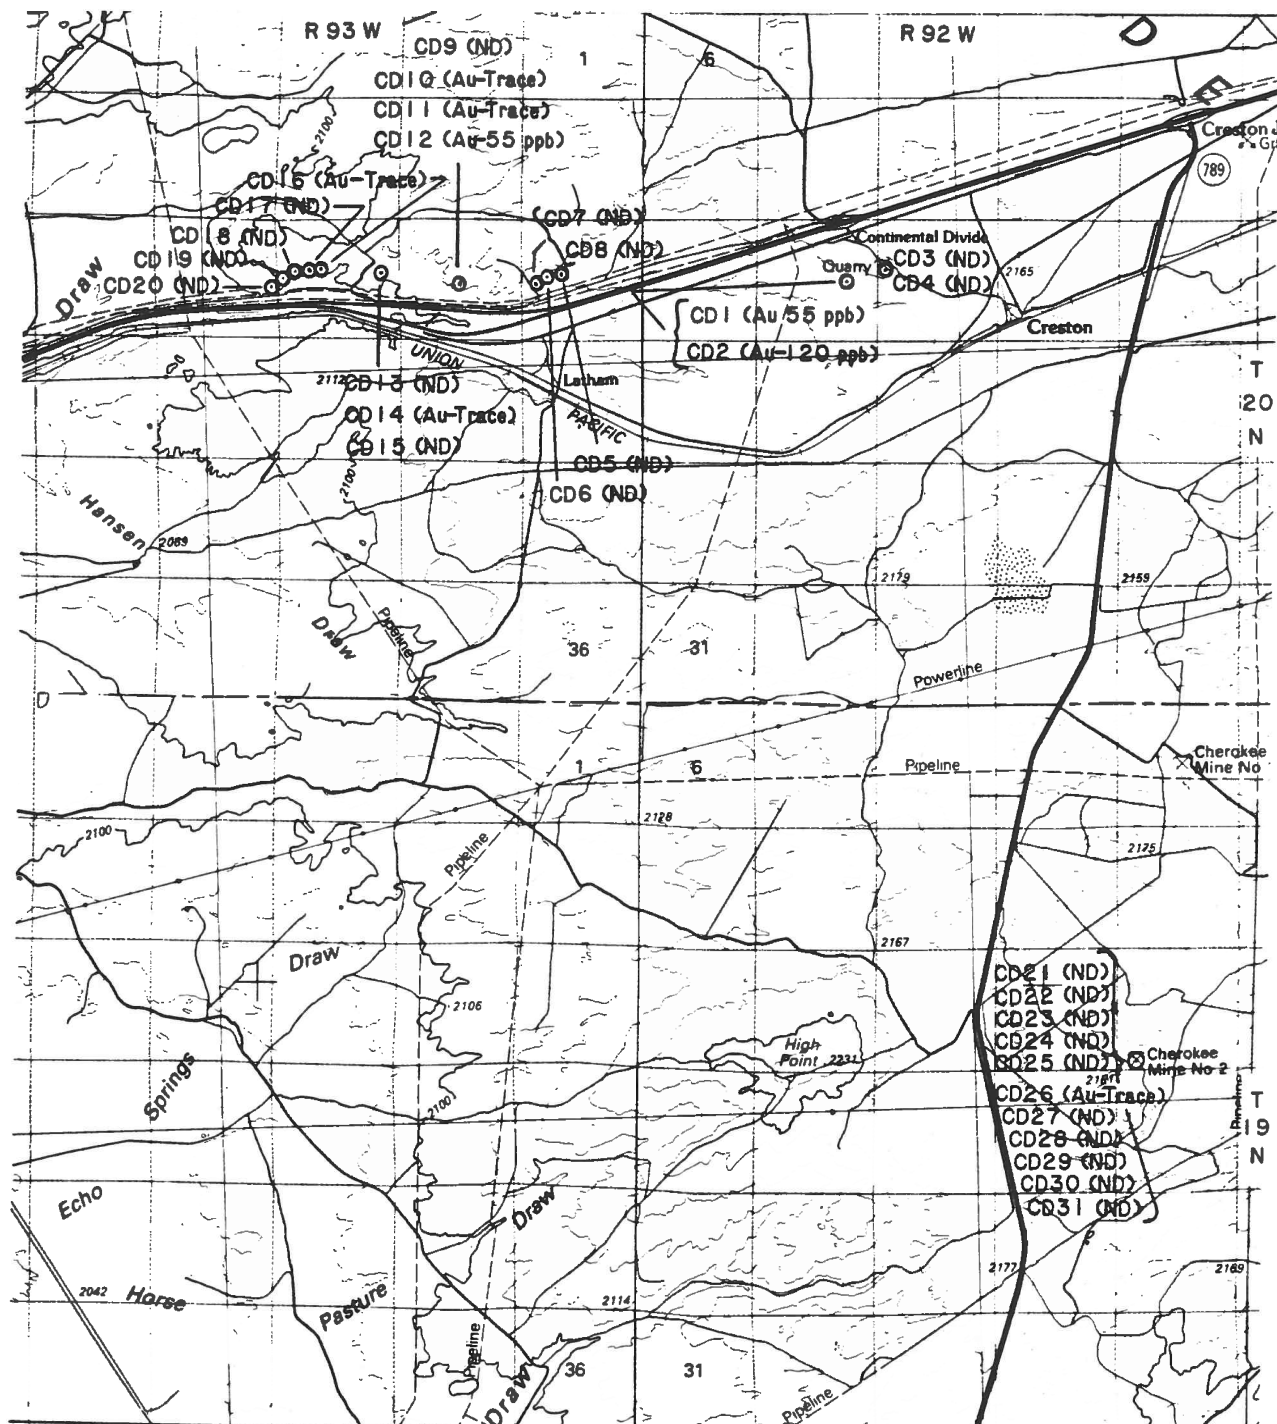 R 93 W
R 92 W
D
CD9 (ND)
1
6
CD10 (Au-Trace)
E
CD11 (Au-Trace)
2100
Creston
CD12 (Au-55 ppb)
789
CD16 (Au-Trace)
CD17 (ND)
CD7 (ND)
CD18 (ND)
CD8 (ND)
Continental Divide
CD19 (ND)
CD3 (ND)
Quarry
2165
CD20 (ND)
CD4 (ND)
Draw
CD1 (Au 55 ppb)
Creston
CD2 (Au-120 ppb)
UNION
T
20
N
2112
CD13 (ND)
Latham
CD14 (Au-Trace)
PACIFIC
CD15 (ND)
CD5 (ND)
2100
CD6 (ND)
Hansen
2089
2179
2159
Draw
Pipeline
36
31
Powerline
Cherokee
Mine No
1
6
Pipeline
2128
2100
Pipeline
2175
Draw
2167
CD21 (ND)
CD22 (ND)
2106
CD23 (ND)
CD24 (ND)
High
Point 2231
CD25 (ND)
Cherokee
Mine No 2
Springs
CD26 (Au-Trace)
2100
CD27 (ND)
Pipeline
T
19
N
CD28 (ND)
CD29 (ND)
CD30 (ND)
Echo
Draw
CD31 (ND)
2177
2169
2042
Horse
Pasture
2114
Pipeline
36
31
Draw
Pipeline